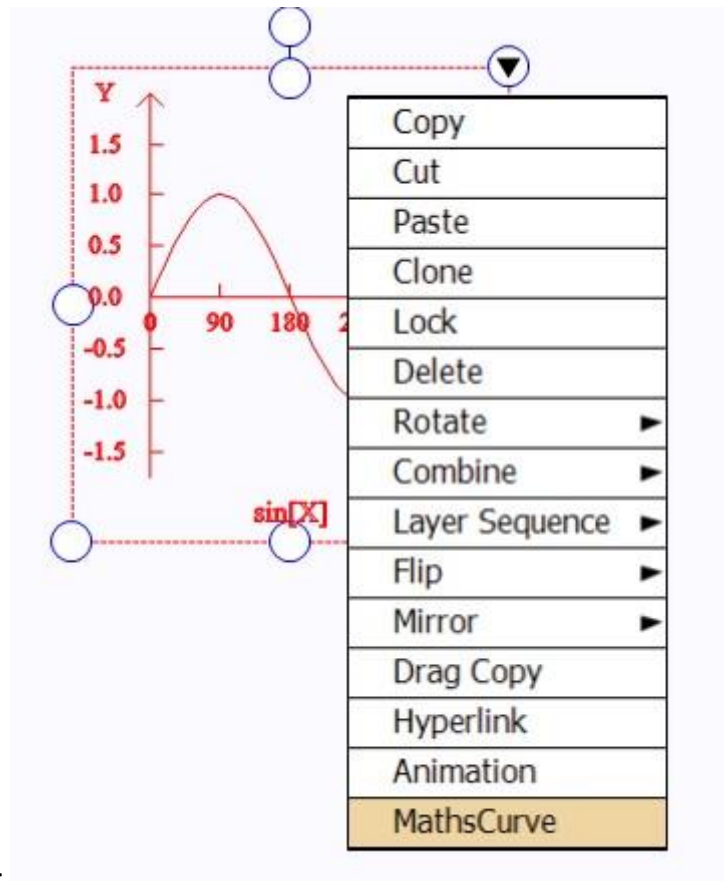 Y
1.5
1.0
0.5
0.0
0 90 180 2
-0.5
-1.0
-1.5
sin[X]
Copy
Cut
Paste
Clone
Lock
Delete
Rotate
Combine
Layer Sequence
Flip
Mirror
Drag Copy
Hyperlink
Animation
MathsCurve